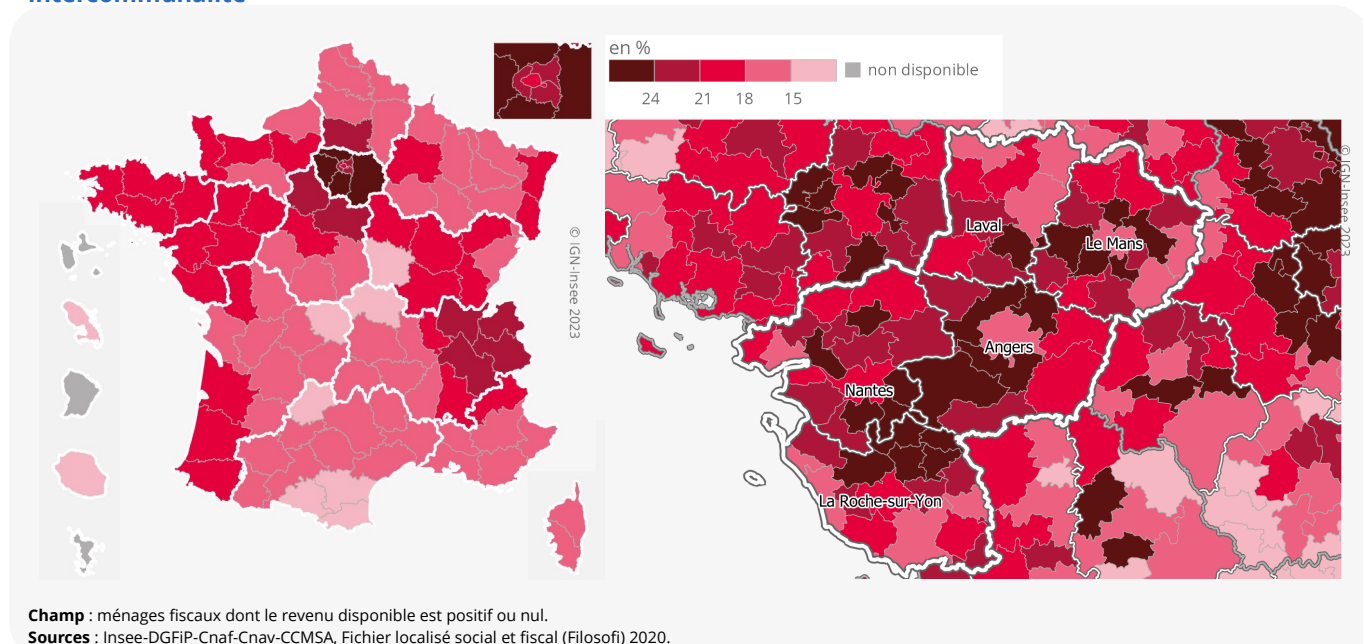 Intercommunalité
en %
non disponible
24 21 18 15
© IGN-Insee 2023
© IGN-Insee 2023
Laval
Le Mans
Angers
Nantes
La Roche-sur-Yon
Champ : ménages fiscaux dont le revenu disponible est positif ou nul.
Sources : Insee-DGFiP-Cnaf-Cnav-CCMSA, Fichier localisé social et fiscal (Filosofi) 2020.